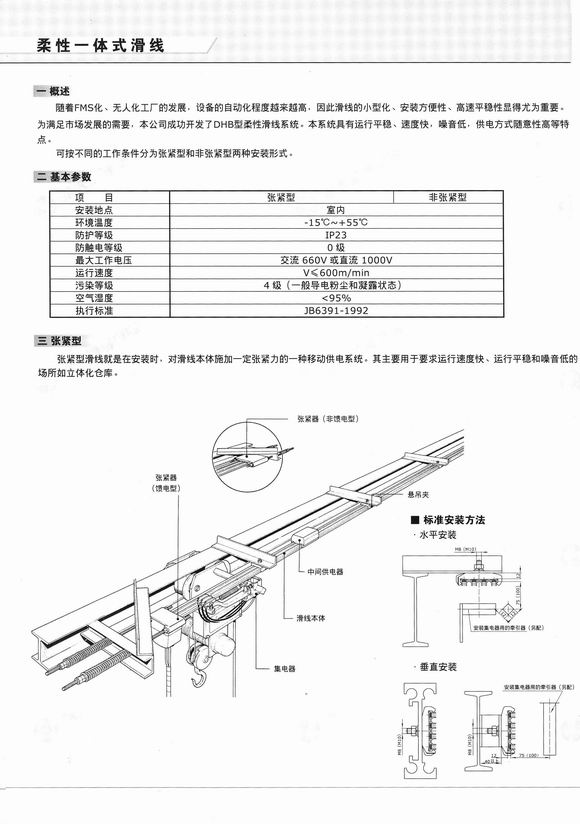 柔性一体式滑线
一 概述
随着FMS化、无人化工厂的发展，设备的自动化程度越来越高，因此滑线的小型化、安装方便性、高速平稳性显得尤为重要。
为满足市场发展的需要，本公司成功开发了DHB型柔性滑线系统。本系统具有运行平稳、速度快，噪音低，供电方式随意性高等特
点。
可按不同的工作条件分为张紧型和非张紧型两种安装形式。
二 基本参数
项 目 张紧型 非张紧型
安装地点 室内
环境温度 -15℃~+55℃
防护等级 IP23
防触电等级 0 级
最大工作电压 交流 660V 或直流 1000V
运行速度 V≤600m/min
污染等级 4 级（一般导电粉尘和凝露状态）
空气湿度 <95%
执行标准 JB6391-1992
三 张紧型
张紧型滑线就是在安装时，对滑线本体施加一定张紧力的一种移动供电系统。其主要用于要求运行速度快、运行平稳和噪音低的
场所如立体化仓库。
张紧器（非馈电型）
张紧器
（馈电型）
悬吊夹
中间供电器
滑线本体
集电器
■ 标准安装方法
· 水平安装
M8 (M10)
12
75 (100)
安装集电器用的牵引器（另配）
· 垂直安装
安装集电器用的牵引器（另配）
M8 (M10)
M8 (M10)
12
75 (100)